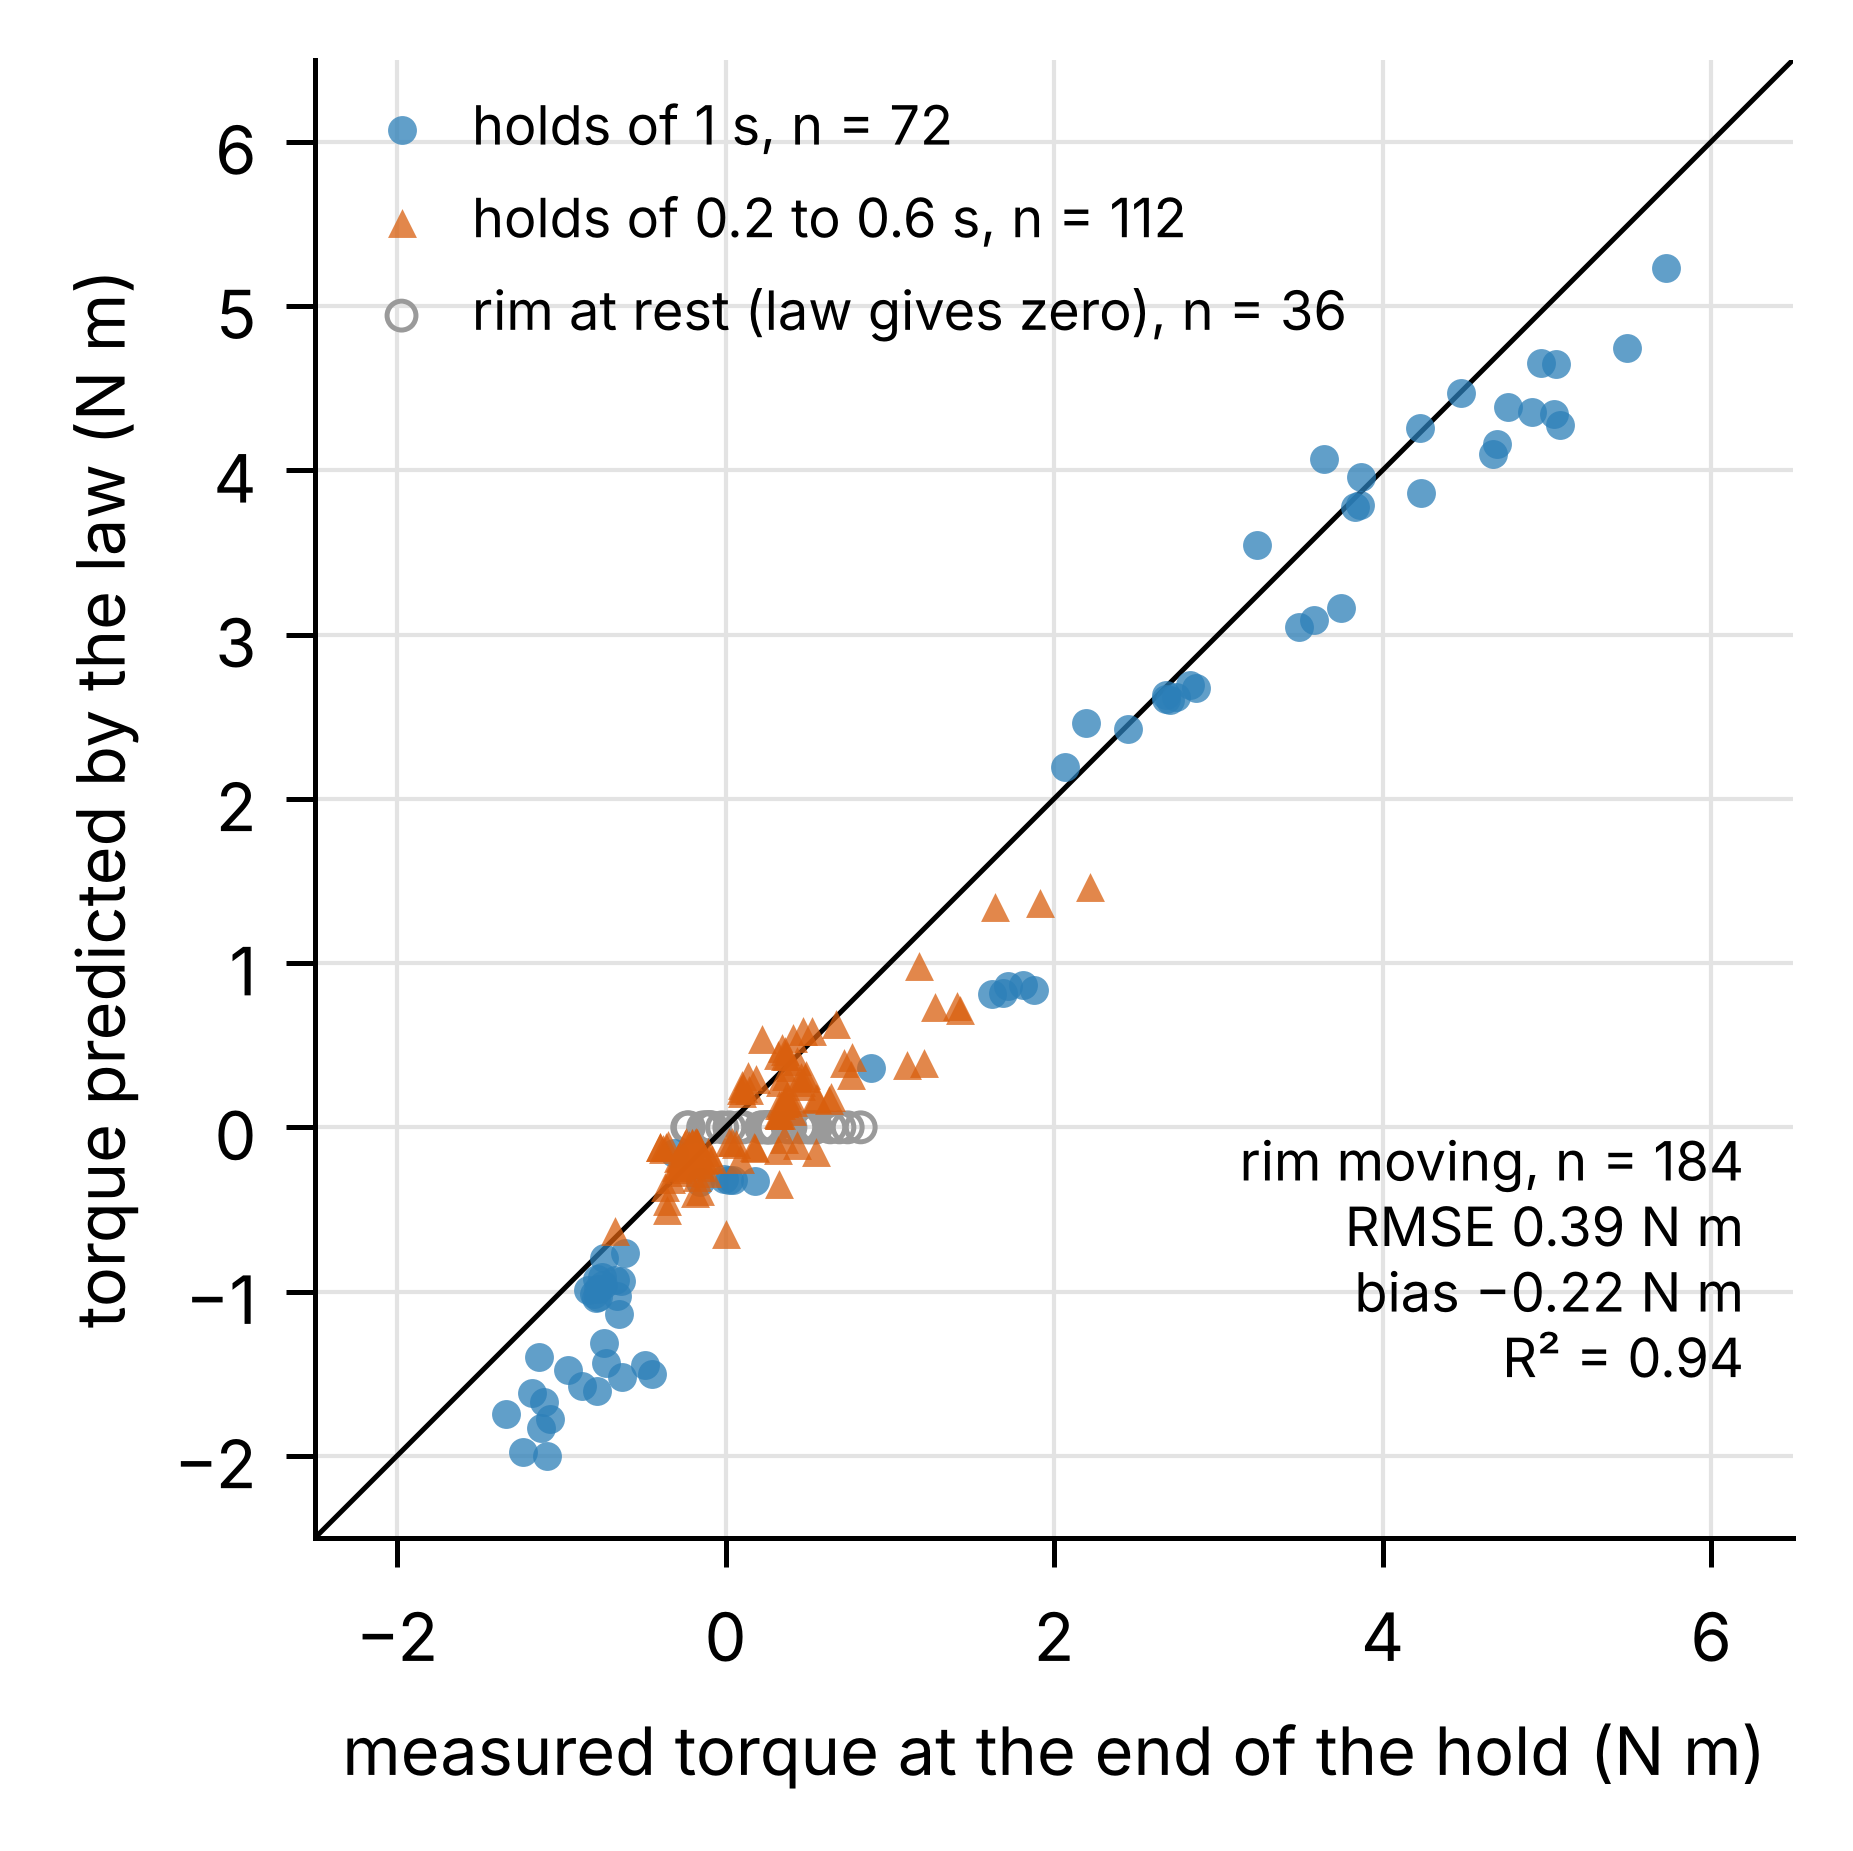 holds of 1 s, n = 72
holds of 0.2 to 0.6 s, n = 112
rim at rest (law gives zero), n = 36
torque predicted by the law (N m)
6
5
4
3
2
1
0
−1
−2
rim moving, n = 184
RMSE 0.39 N m
bias −0.22 N m
R² = 0.94
−2 0 2 4 6
measured torque at the end of the hold (N m)